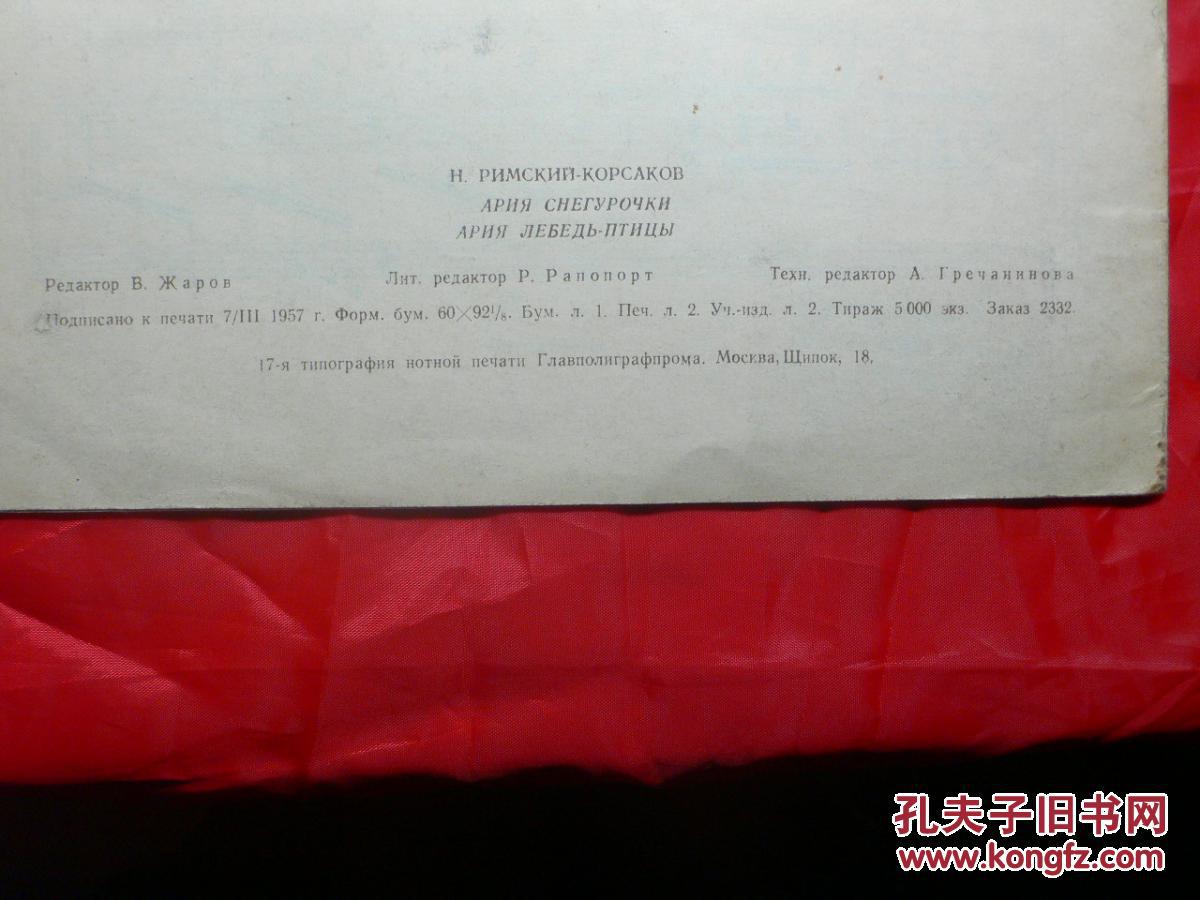 Н. РИМСКИЙ-КОРСАКОВ
АРИЯ СНЕГУРОЧКИ
АРИЯ ЛЕБЕДЬ-ПТИЦЫ
Редактор В. Жаров Лит. редактор Р. Рапопорт Техн. редактор А. Гречанинова
Подписано к печати 7/III 1957 г. Форм. бум. 60×92⅛. Бум. л. 1. Печ. л. 2. Уч.-изд. л. 2. Тираж 5 000 экз. Заказ 2332.
17-я типография нотной печати Главполиграфпрома. Москва, Щипок, 18.
孔夫子旧书网
www.kongfz.com